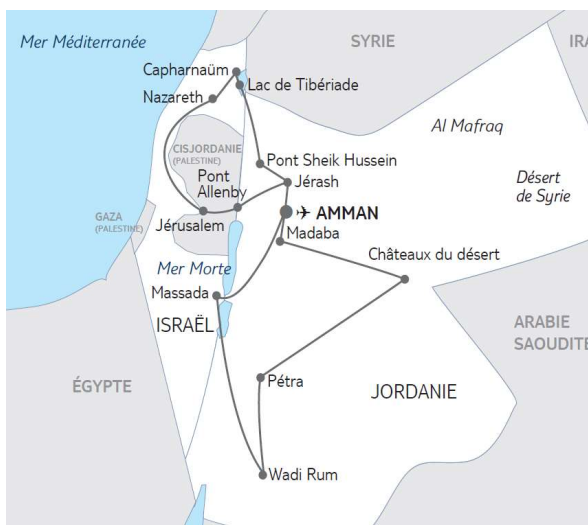 Mer Méditerranée
SYRIE
Capharnaüm
Lac de Tibériade
Nazareth
Al Mafraq
CISJORDANIE
(PALESTINE)
Pont Sheik Hussein
Désert
de Syrie
Pont
Allenby
Jérash
GAZA
(PALESTINE)
Jérusalem
AMMAN
Madaba
Châteaux du désert
Mer Morte
Massada
ISRAËL
ARABIE
SAOUDITE
ÉGYPTE
Pétra
JORDANIE
Wadi Rum